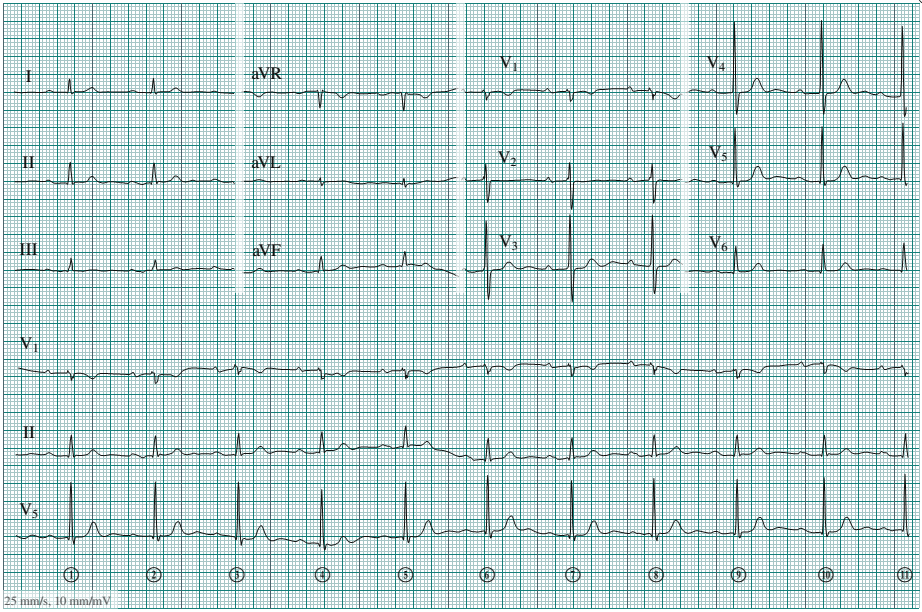 I aVR V₁ V₄
II aVL V₂ V₅
III aVF V₃ V₆
V₁
II
V₅
① ② ③ ④ ⑤ ⑥ ⑦ ⑧ ⑨ ⑩ ⑪
25 mm/s, 10 mm/mV